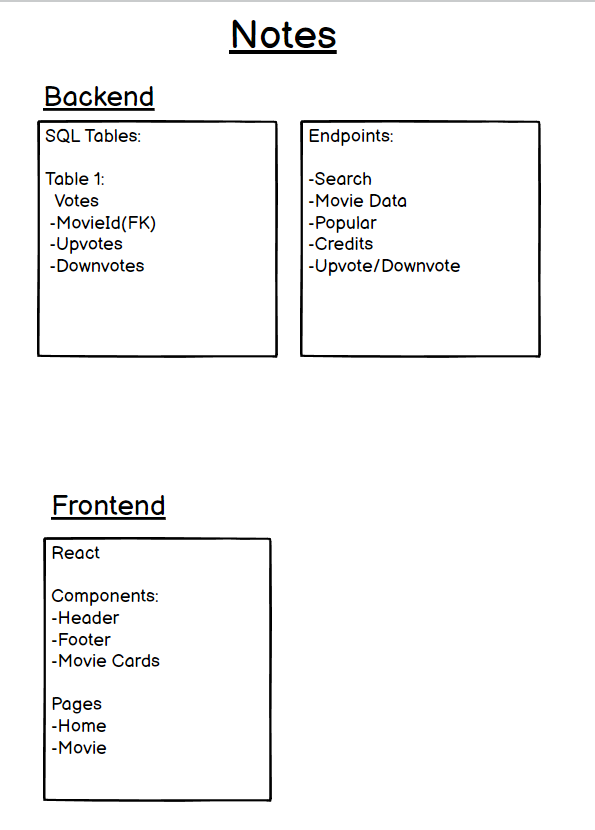 Notes
Backend
SQL Tables:
Table 1:
Votes
-MovieId(FK)
-Upvotes
-Downvotes
Endpoints:
-Search
-Movie Data
-Popular
-Credits
-Upvote/Downvote
Frontend
React
Components:
-Header
-Footer
-Movie Cards
Pages
-Home
-Movie